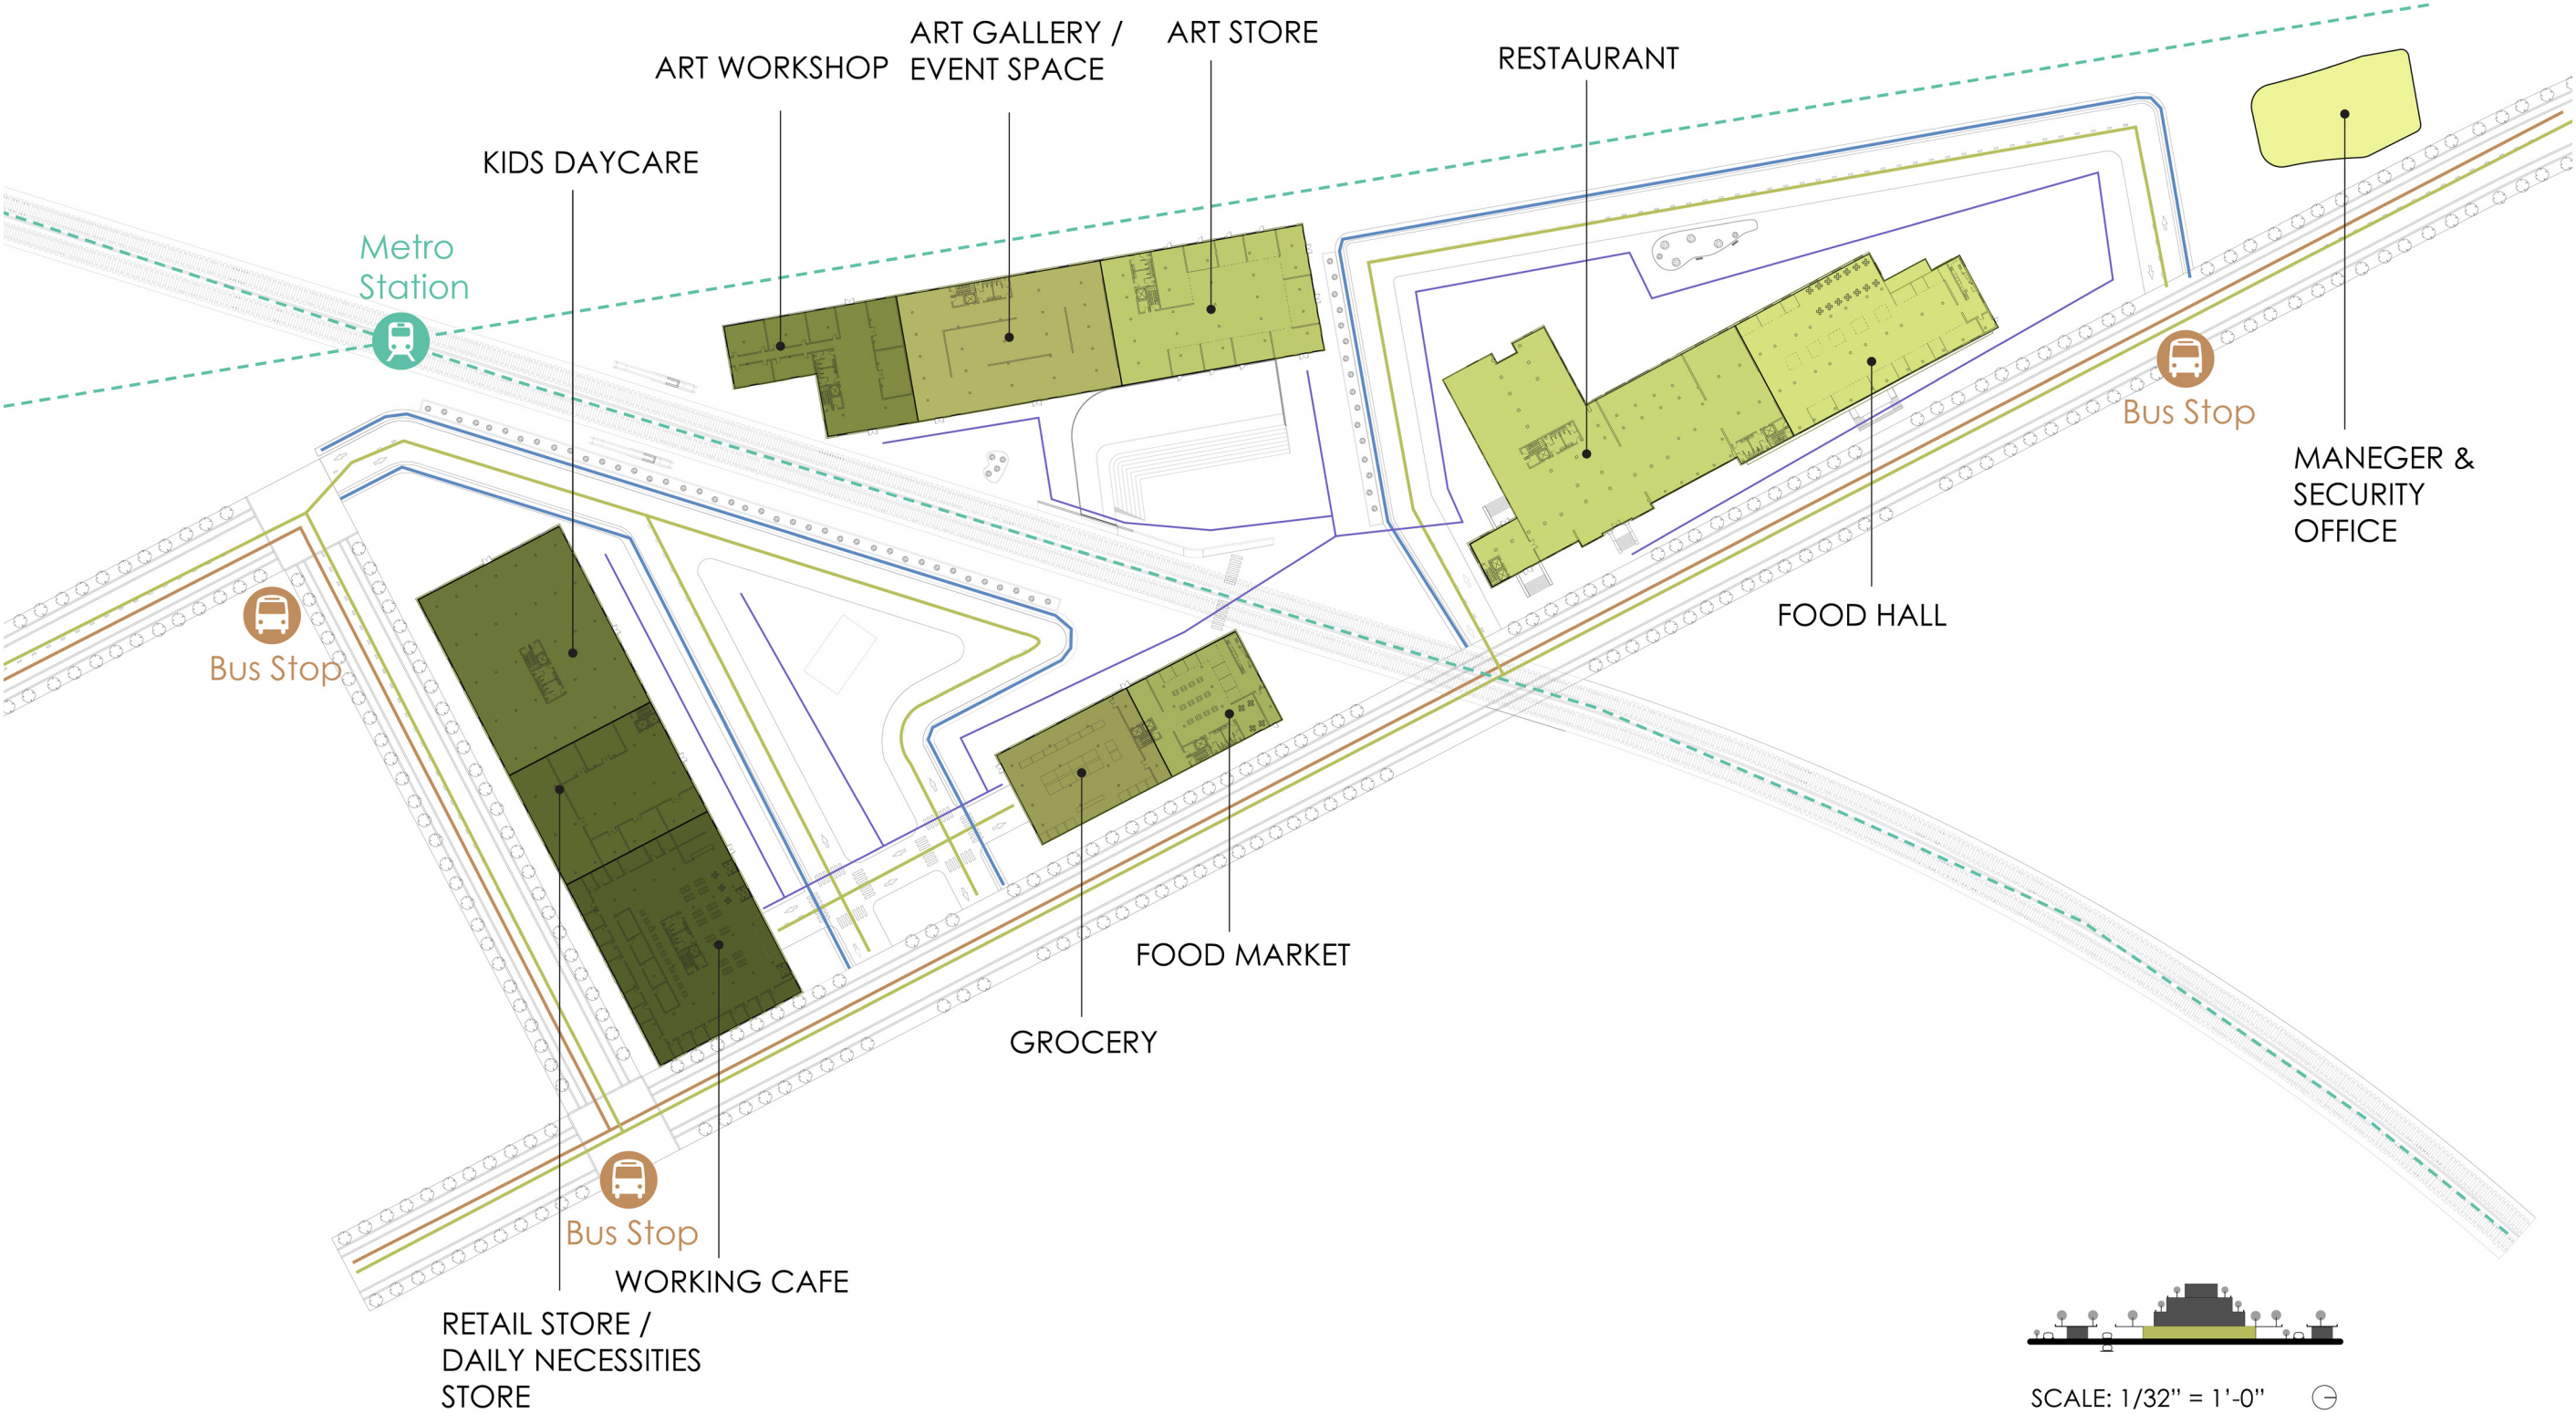 ART GALLERY /
EVENT SPACE
ART STORE
ART WORKSHOP
RESTAURANT
KIDS DAYCARE
Metro
Station
Bus Stop
MANEGER &
SECURITY
OFFICE
FOOD HALL
Bus Stop
FOOD MARKET
GROCERY
Bus Stop
WORKING CAFE
RETAIL STORE /
DAILY NECESSITIES
STORE
SCALE: 1/32” = 1’-0”